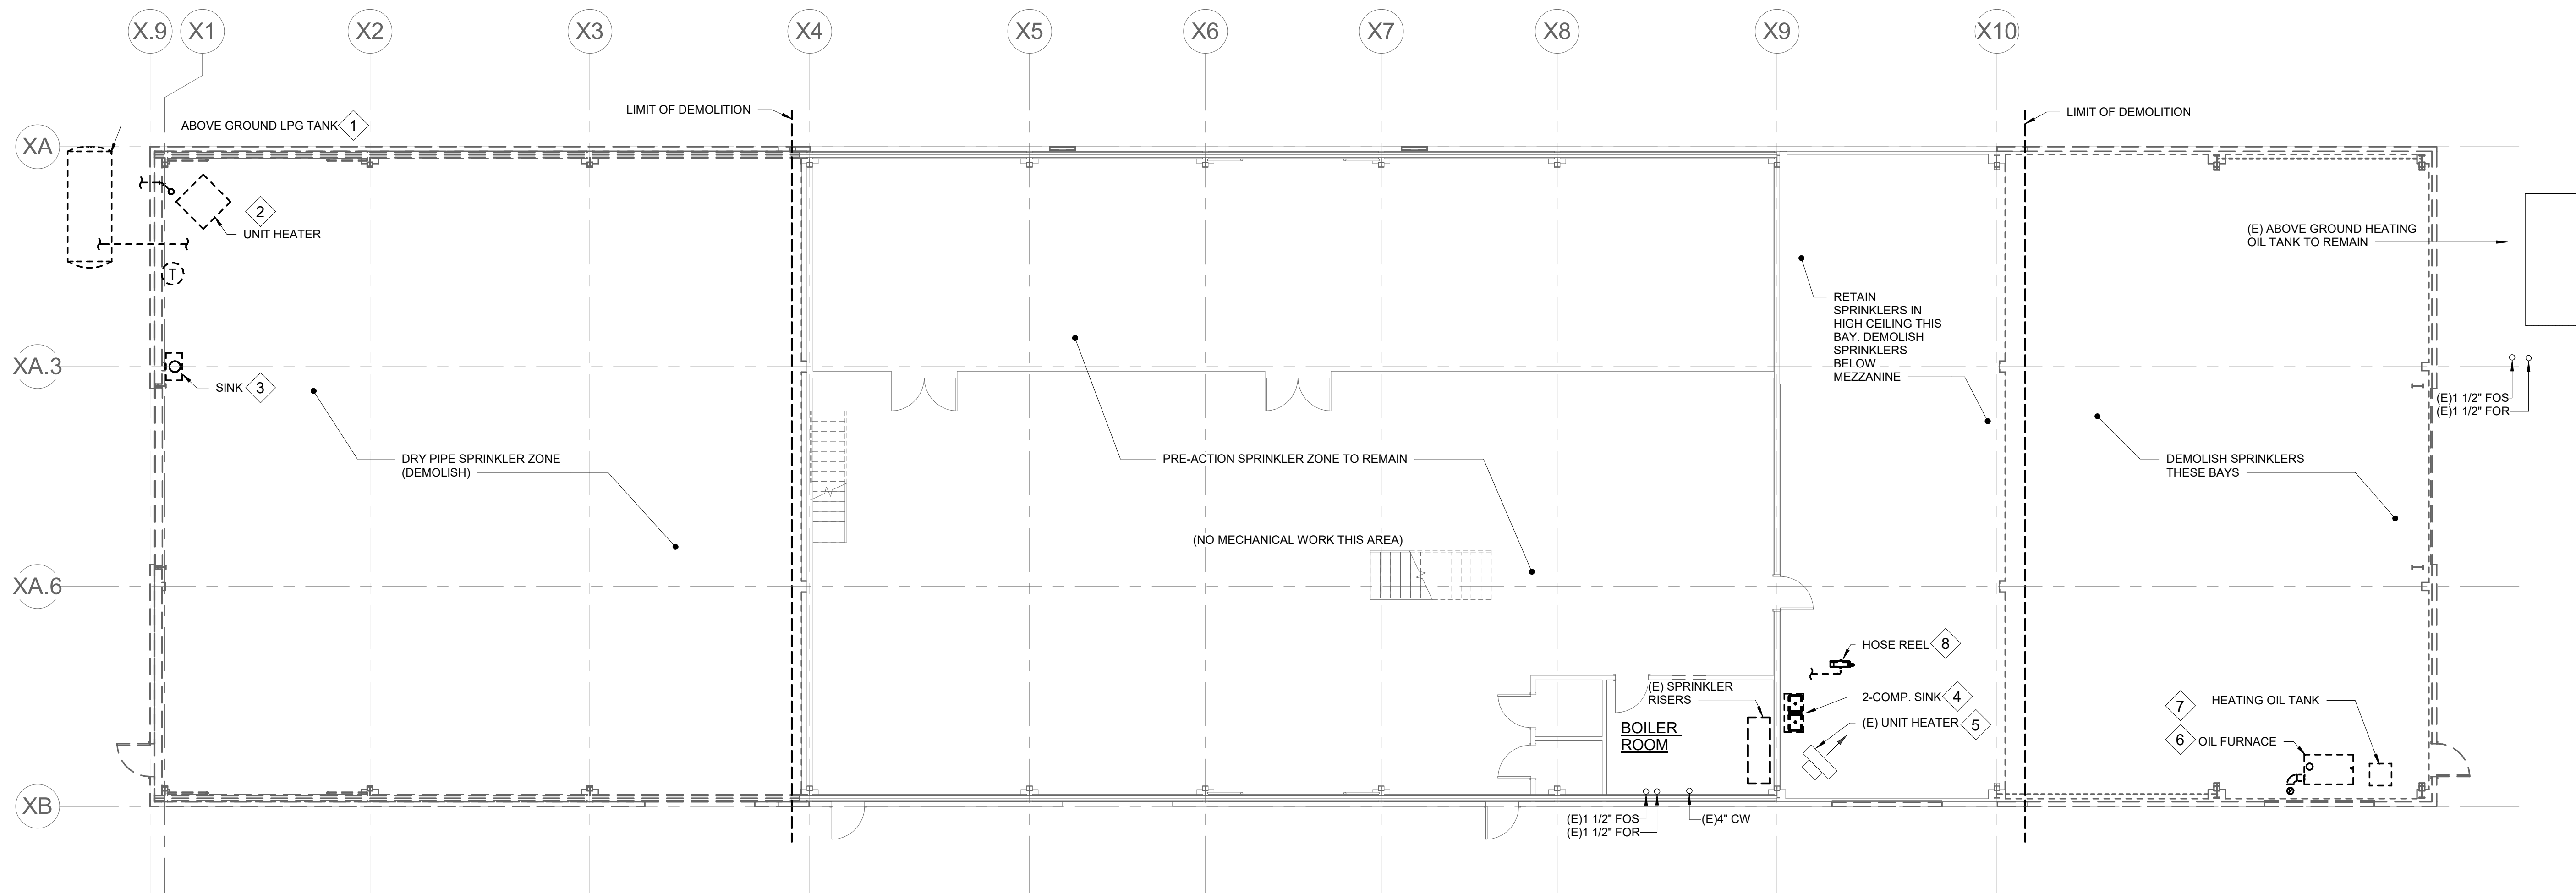 X.9
X1
X2
X3
X4
X5
X6
X7
X8
X9
X10
LIMIT OF DEMOLITION
LIMIT OF DEMOLITION
ABOVE GROUND LPG TANK
1
XA
2
UNIT HEATER
T
(E) ABOVE GROUND HEATING
OIL TANK TO REMAIN
RETAIN
SPRINKLERS IN
HIGH CEILING THIS
BAY. DEMOLISH
SPRINKLERS
BELOW
MEZZANINE
XA.3
SINK
3
(E)1 1/2" FOS
(E)1 1/2" FOR
DRY PIPE SPRINKLER ZONE
(DEMOLISH)
PRE-ACTION SPRINKLER ZONE TO REMAIN
DEMOLISH SPRINKLERS
THESE BAYS
(NO MECHANICAL WORK THIS AREA)
XA.6
HOSE REEL
8
(E) SPRINKLER
RISERS
2-COMP. SINK
4
(E) UNIT HEATER
5
BOILER
ROOM
7
HEATING OIL TANK
6
OIL FURNACE
XB
(E)1 1/2" FOS
(E)1 1/2" FOR
(E)4" CW